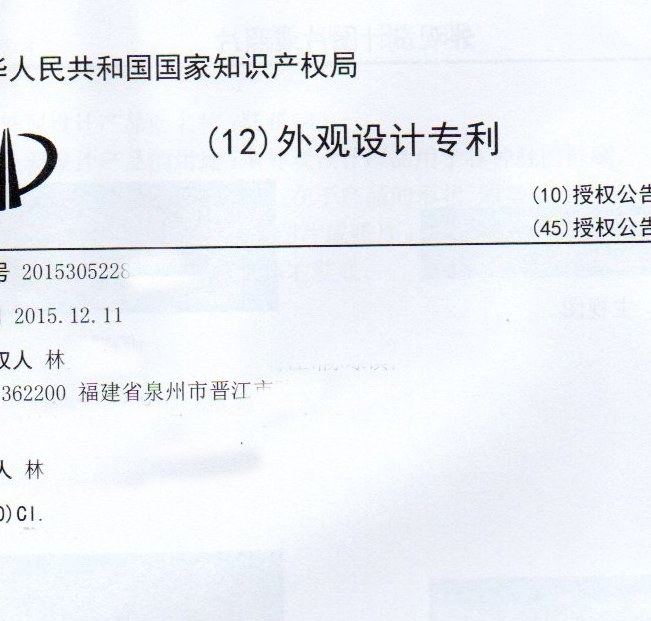 华人民共和国国家知识产权局
(12)外观设计专利
(10)授权公告
(45)授权公告
号 2015305228
2015.12.11
权人 林
362200 福建省泉州市晋江市
人 林
)Cl.